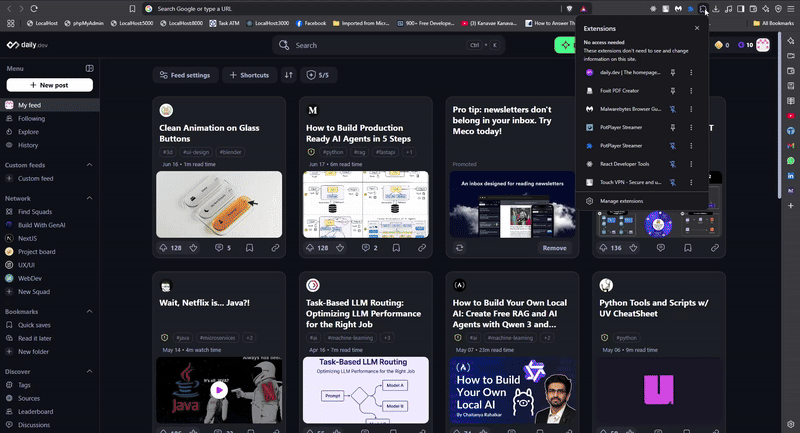 Search Google or type a URL
LocalHost
phpMyAdmin
Localhost5000
Localhost8000
Tack ATM
LocalHost:3000
Facebook
Imported from Micros...
900+ Free Develope...
(9) Kanavae Kanavae...
How to Answer Th
All Bookmarks
daily.dev
Search
Ctrl + K
0
10
Extensions
No access needed
These extensions don't need to see and change
information on this site.
daily.dev | The homepage...
Foxit PDF Creator
Malwarebytes Browser Gu...
PotPlayer Streamer
PotPlayer Streamer
React Developer Tools
Touch VPN - Secure and u...
Manage extensions
Menu
New post
My feed
Following
Explore
History
Custom feeds
Custom feed
Network
Find Squads
Build With GenAI
NextJS
Project board
UX/UI
WebDev
New Squad
Bookmarks
Quick saves
Read it later
New folder
Discover
Tags
Sources
Leaderboard
Discussions
Feed settings
Shortcuts
5/5
Clean Animation on Glass
Buttons
#3d
#ui-design
#blender
Jun 16 • 1m read time
128
5
How to Build Production
Ready AI Agents in 5 Steps
#python
#rag
#fastapi
+1
Jun 17 • 6m read time
128
2
Pro tip: newsletters don't
belong in your inbox. Try
Meco today!
Promoted
An inbox designed for reading newsletters
Remove
136
Wait, Netflix is... Java?!
#java
#microservices
+2
May 14 • 4m watch time
Java
Task-Based LLM Routing:
Optimizing LLM Performance
for the Right Job
#ai
#machine-learning
+3
Apr 16 • 7m read time
Task-Based LLM Routing
Optimizing LLM Performance for the Right Job
Prompt
Model A
Model B
How to Build Your Own Local
AI: Create Free RAG and AI
Agents with Qwen 3 and...
#ai
#machine-learning
+2
May 07 • 23m read time
How to Build
Your Own
Local AI
By Chaitanya Rahalkar
Python Tools and Scripts w/
UV CheatSheet
#python
May 06 • 9m read time